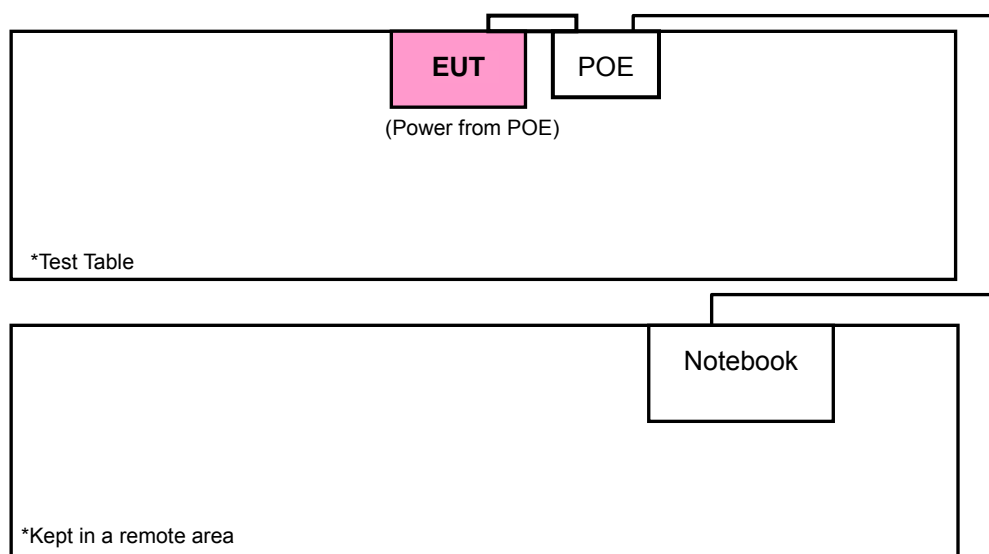 EUT
POE
(Power from POE)
*Test Table
Notebook
*Kept in a remote area